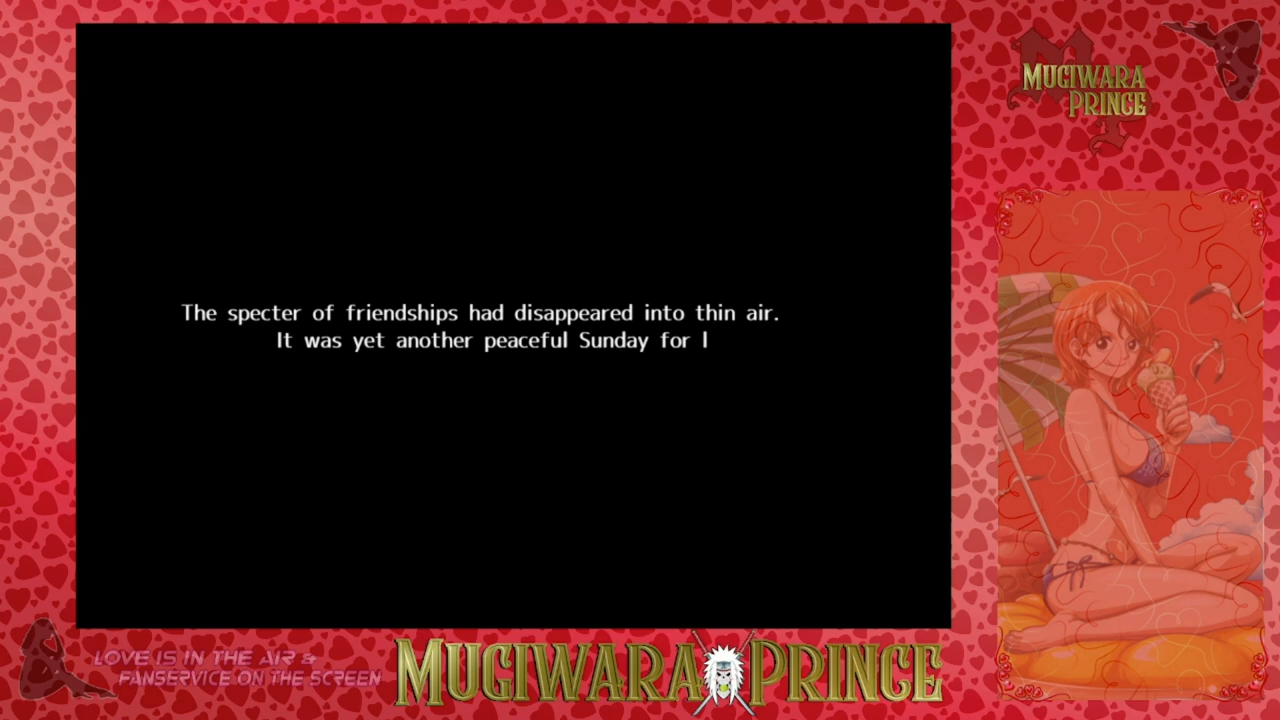 The specter of friendships had disappeared into thin air.
It was yet another peaceful Sunday for I
MUGIWARA
PRINCE
LOVE IS IN THE AIR &
FANSERVICE ON THE SCREEN
MUGIWARA PRINCE